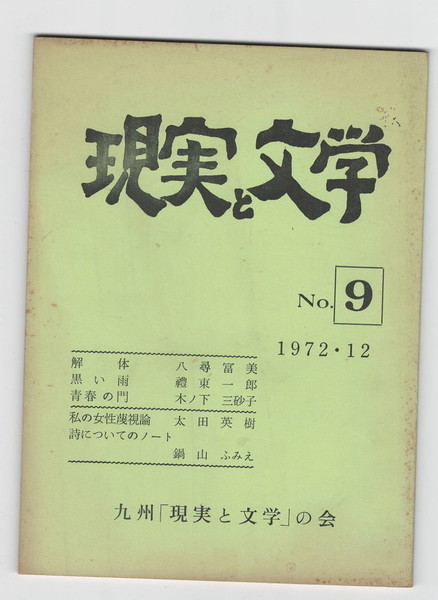 現実と文学
No. 9
1972・12
解体 八尋冨美
黒い雨 禮東一郎
青春の門 木ノ下三砂子
私の女性蔑視論 太田英樹
詩についてのノート
鍋山ふみえ
九州「現実と文学」の会